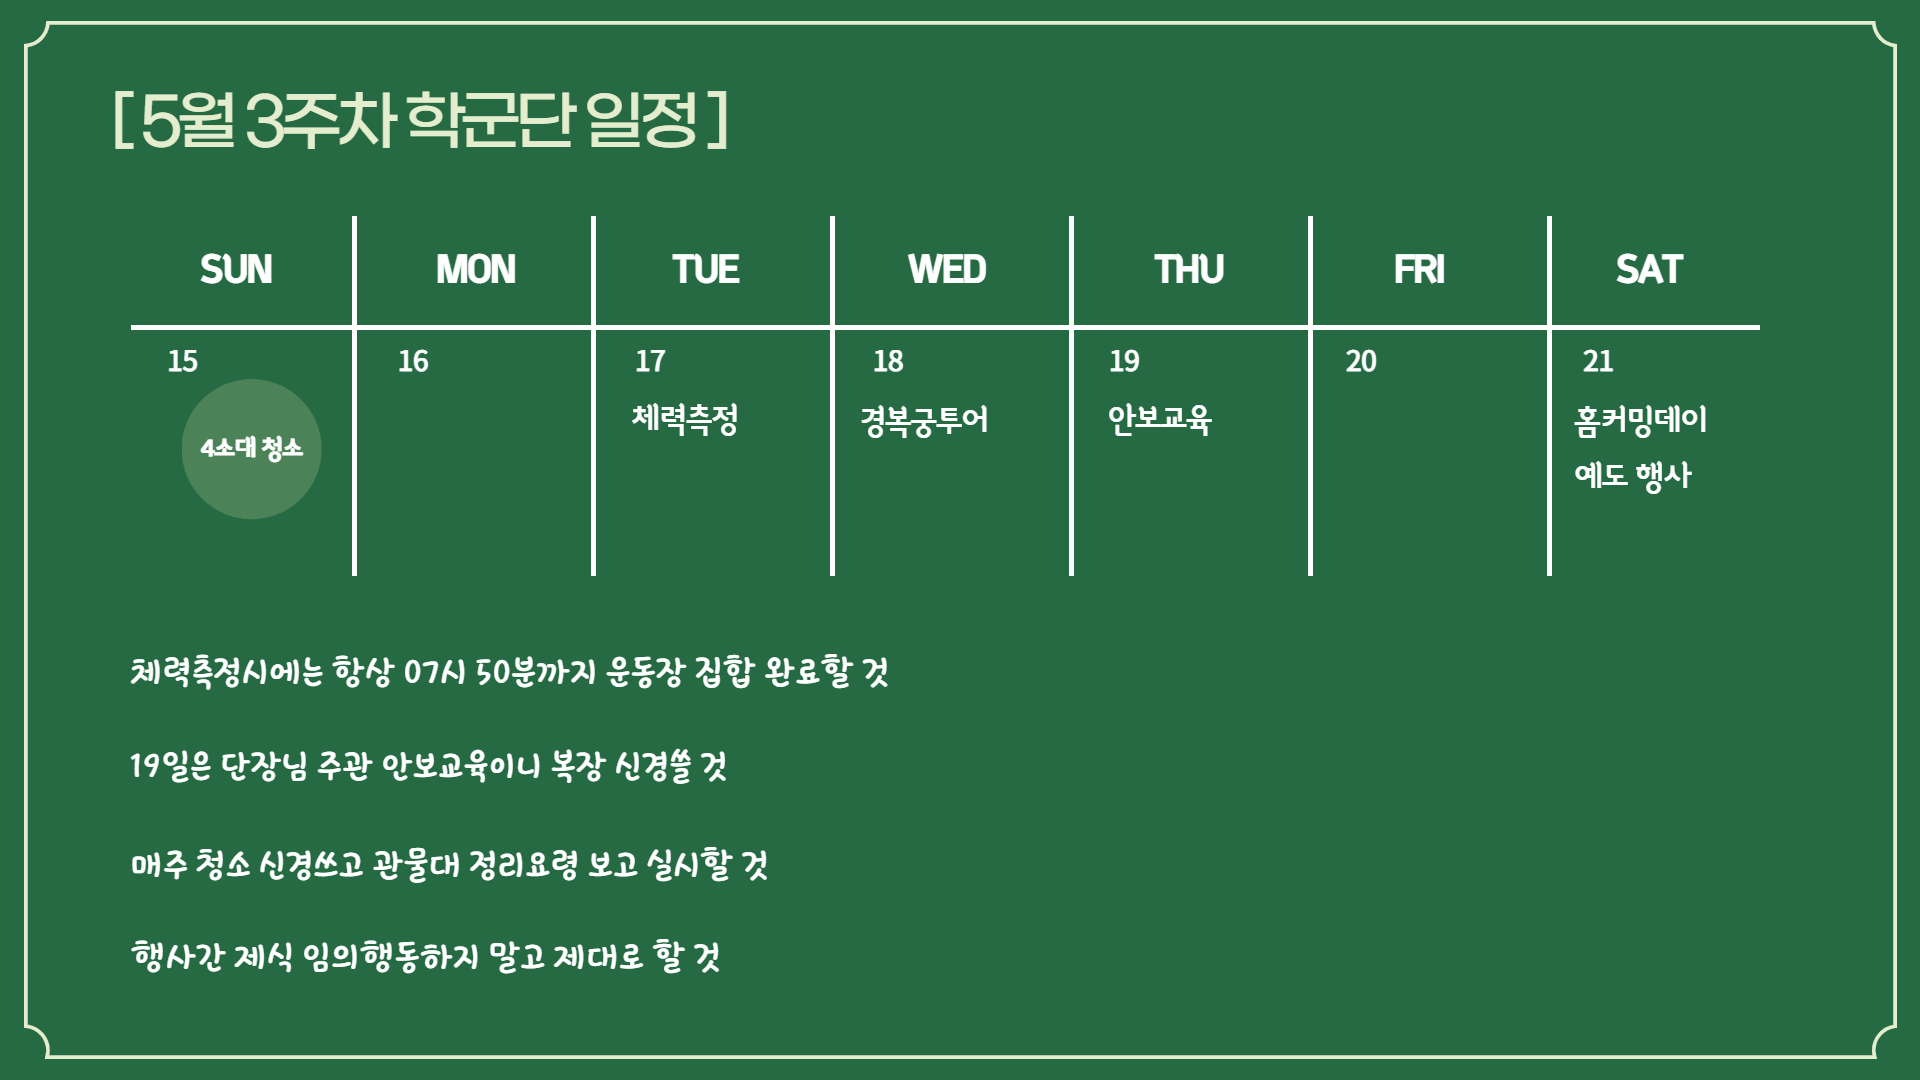 [ 5월 3주차 학군단 일정 ]
SUN MON TUE WED THU FRI SAT
15 16 17 18 19 20 21
4소대 청소
체력측정
경복궁투어
안보교육
홈커밍데이
예도 행사
체력측정시에는 항상 07시 50분까지 운동장 집합 완료할 것
19일은 단장님 주관 안보교육이니 복장 신경쓸 것
매주 청소 신경쓰고 관물대 정리요령 보고 실시할 것
행사간 제식 임의행동하지 말고 제대로 할 것